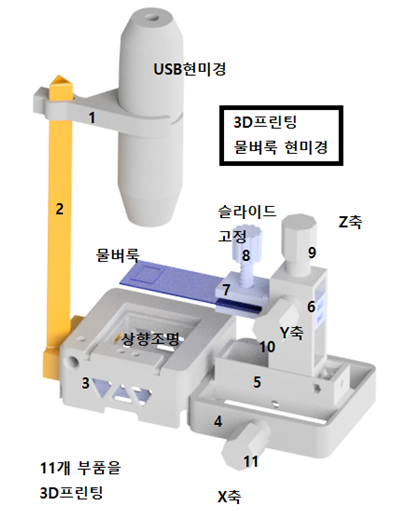 USB현미경
3D프린팅
물벼룩 현미경
1
2
슬라이드
고정
Z축
8
9
물벼룩
7
6
상향조명
Y축
10
3
5
4
11개 부품을
3D프린팅
11
X축